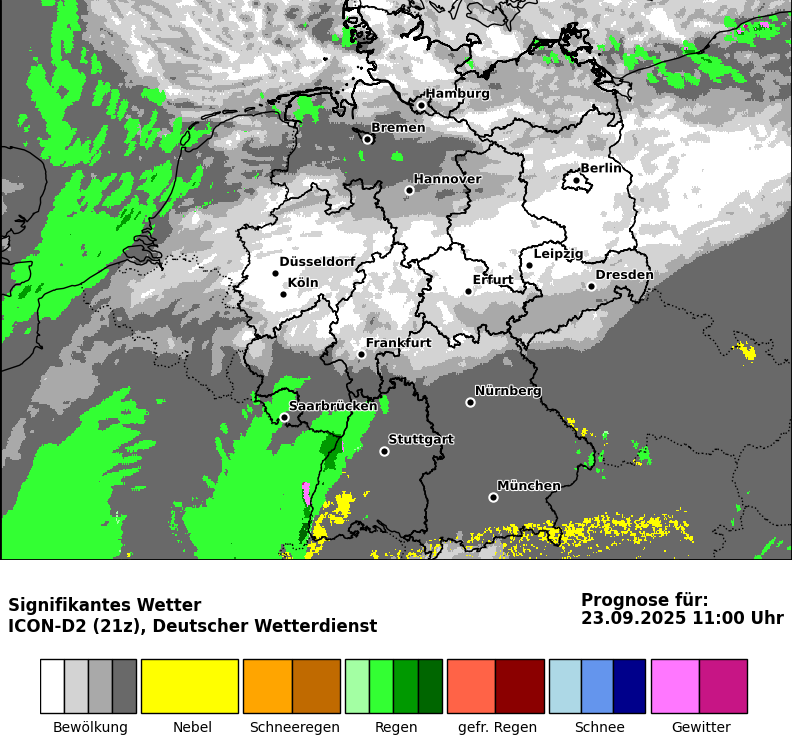 Hamburg
Bremen
Hannover
Berlin
Düsseldorf
Köln
Leipzig
Erfurt
Dresden
Frankfurt
Nürnberg
Saarbrücken
Stuttgart
München
Signifikantes Wetter
ICON-D2 (21z), Deutscher Wetterdienst
Prognose für:
23.09.2025 11:00 Uhr
Bewölkung
Nebel
Schneeregen
Regen
gefr. Regen
Schnee
Gewitter